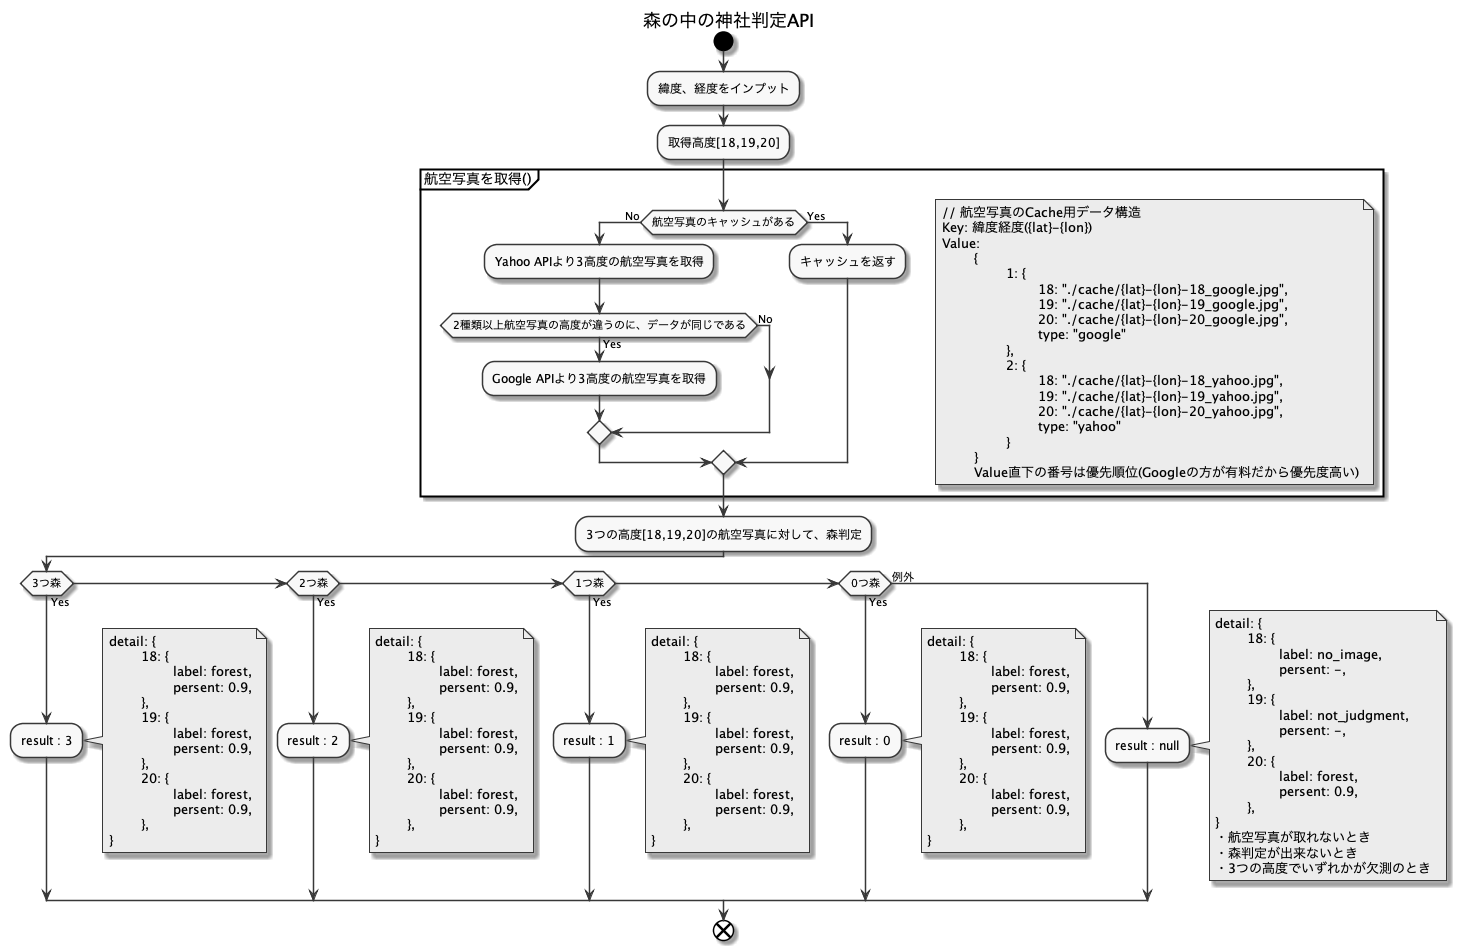 森の中の神社判定API
緯度、経度をインプット
取得高度[18,19,20]
航空写真を取得()
航空写真のキャッシュがある
No
Yes
Yahoo APIより3高度の航空写真を取得
キャッシュを返す
2種類以上航空写真の高度が違うのに、データが同じである
No
Yes
Google APIより3高度の航空写真を取得
// 航空写真のCache用データ構造
Key: 緯度経度({lat}-{lon})
Value:
{
1: {
18: "./cache/{lat}-{lon}-18_google.jpg",
19: "./cache/{lat}-{lon}-19_google.jpg",
20: "./cache/{lat}-{lon}-20_google.jpg",
type: "google"
},
2: {
18: "./cache/{lat}-{lon}-18_yahoo.jpg",
19: "./cache/{lat}-{lon}-19_yahoo.jpg",
20: "./cache/{lat}-{lon}-20_yahoo.jpg",
type: "yahoo"
}
}
Value直下の番号は優先順位(Googleの方が有料だから優先度高い)
3つの高度[18,19,20]の航空写真に対して、森判定
3つ森
Yes
result : 3
detail: {
18: {
label: forest,
persent: 0.9,
},
19: {
label: forest,
persent: 0.9,
},
20: {
label: forest,
persent: 0.9,
},
}
2つ森
Yes
result : 2
detail: {
18: {
label: forest,
persent: 0.9,
},
19: {
label: forest,
persent: 0.9,
},
20: {
label: forest,
persent: 0.9,
},
}
1つ森
Yes
result : 1
detail: {
18: {
label: forest,
persent: 0.9,
},
19: {
label: forest,
persent: 0.9,
},
20: {
label: forest,
persent: 0.9,
},
}
0つ森
Yes
result : 0
detail: {
18: {
label: forest,
persent: 0.9,
},
19: {
label: forest,
persent: 0.9,
},
20: {
label: forest,
persent: 0.9,
},
}
例外
result : null
detail: {
18: {
label: no_image,
persent: -,
},
19: {
label: not_judgment,
persent: -,
},
20: {
label: forest,
persent: 0.9,
},
}
・航空写真が取れないとき
・森判定が出来ないとき
・3つの高度でいずれかが欠測のとき